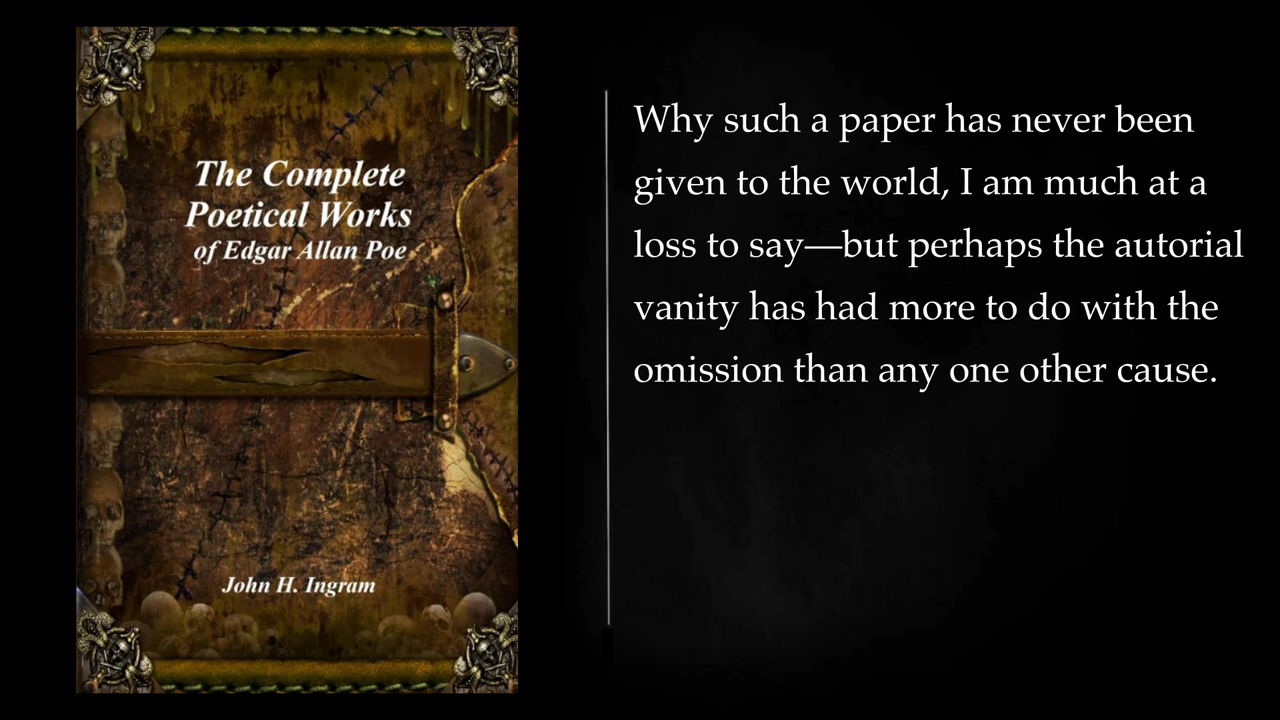 The Complete
Poetical Works
of Edgar Allan Poe
John H. Ingram
Why such a paper has never been
given to the world, I am much at a
loss to say—but perhaps the autorial
vanity has had more to do with the
omission than any one other cause.